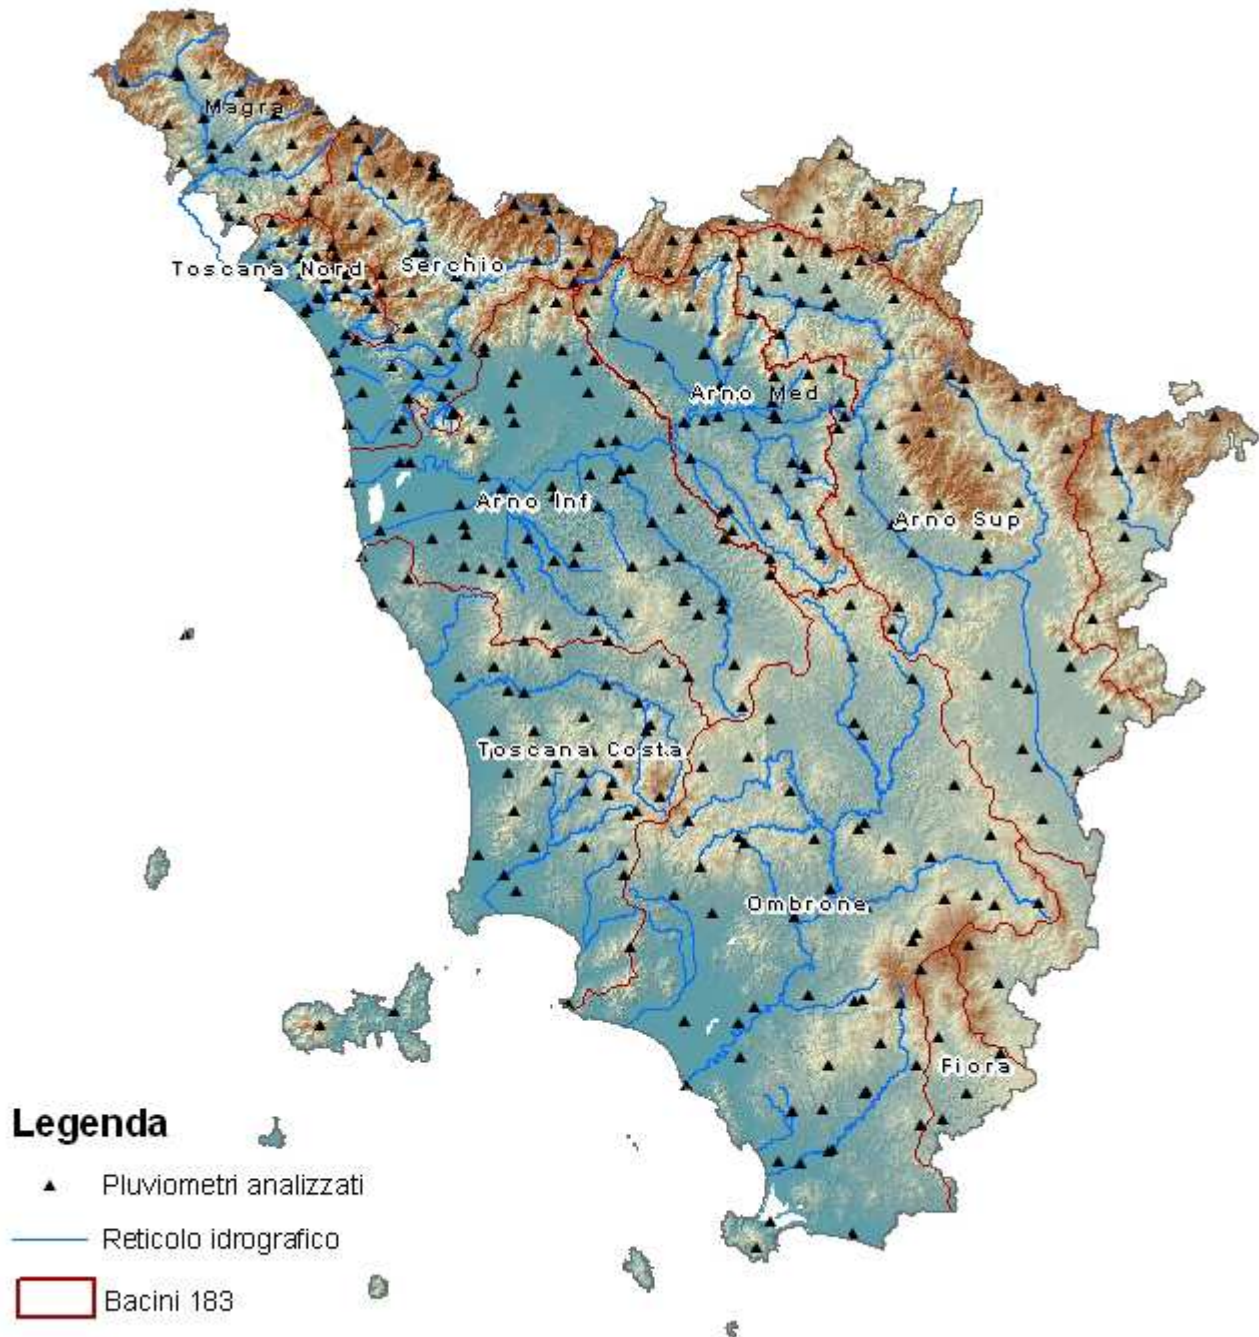 Magra
Toscana Nord
Serchio
Arno Med
Arno Inf
Arno Sup
Toscana Costa
Ombrone
Fiora
Legenda
Pluviometri analizzati
Reticolo idrografico
Bacini 183